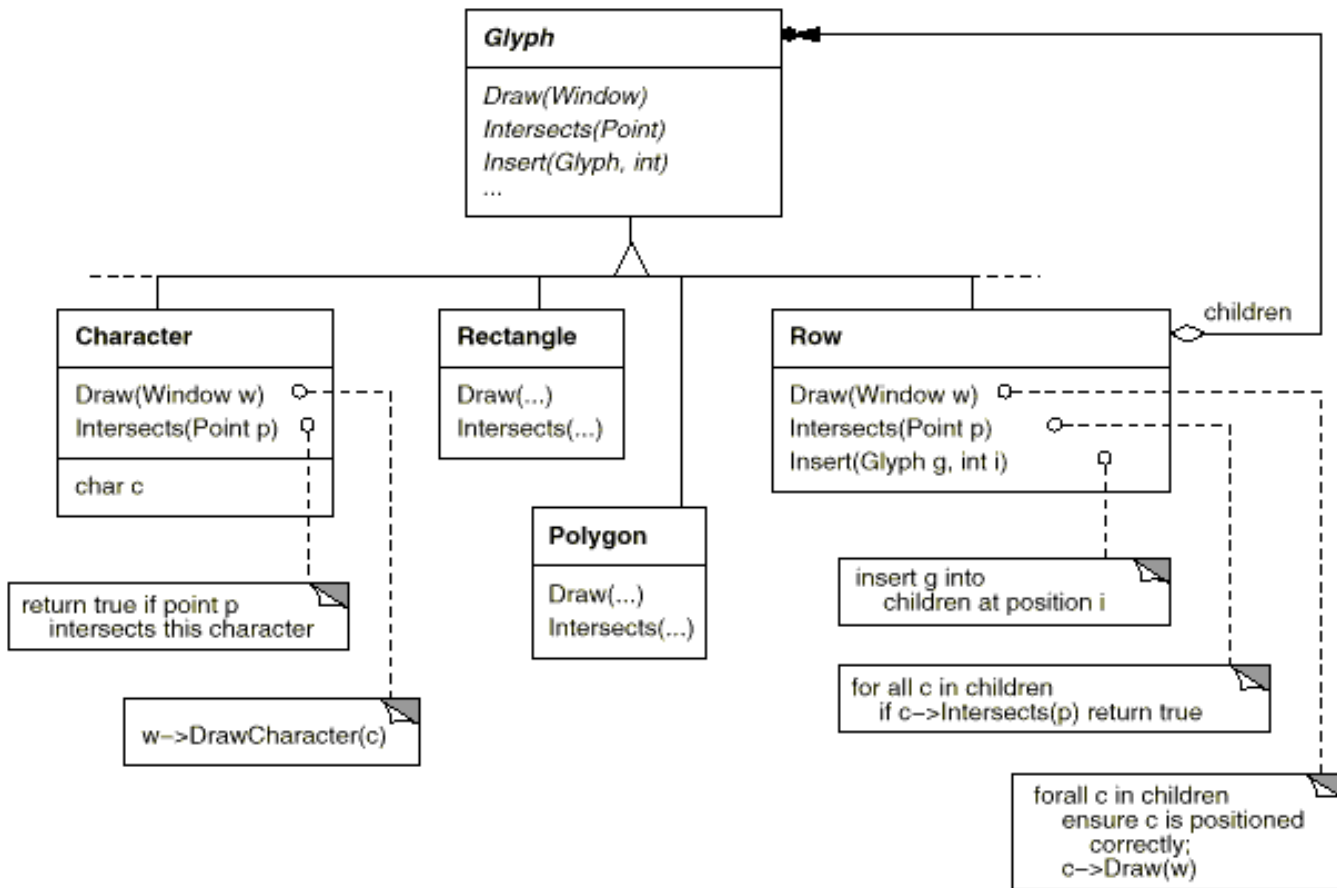 Glyph
Draw(Window)
Intersects(Point)
Insert(Glyph, int)
...
children
Character
Draw(Window w)
Intersects(Point p)
char c
Rectangle
Draw(...)
Intersects(...)
Row
Draw(Window w)
Intersects(Point p)
Insert(Glyph g, int i)
Polygon
Draw(...)
Intersects(...)
return true if point p
intersects this character
w->DrawCharacter(c)
insert g into
children at position i
for all c in children
if c->Intersects(p) return true
forall c in children
ensure c is positioned
correctly;
c->Draw(w)